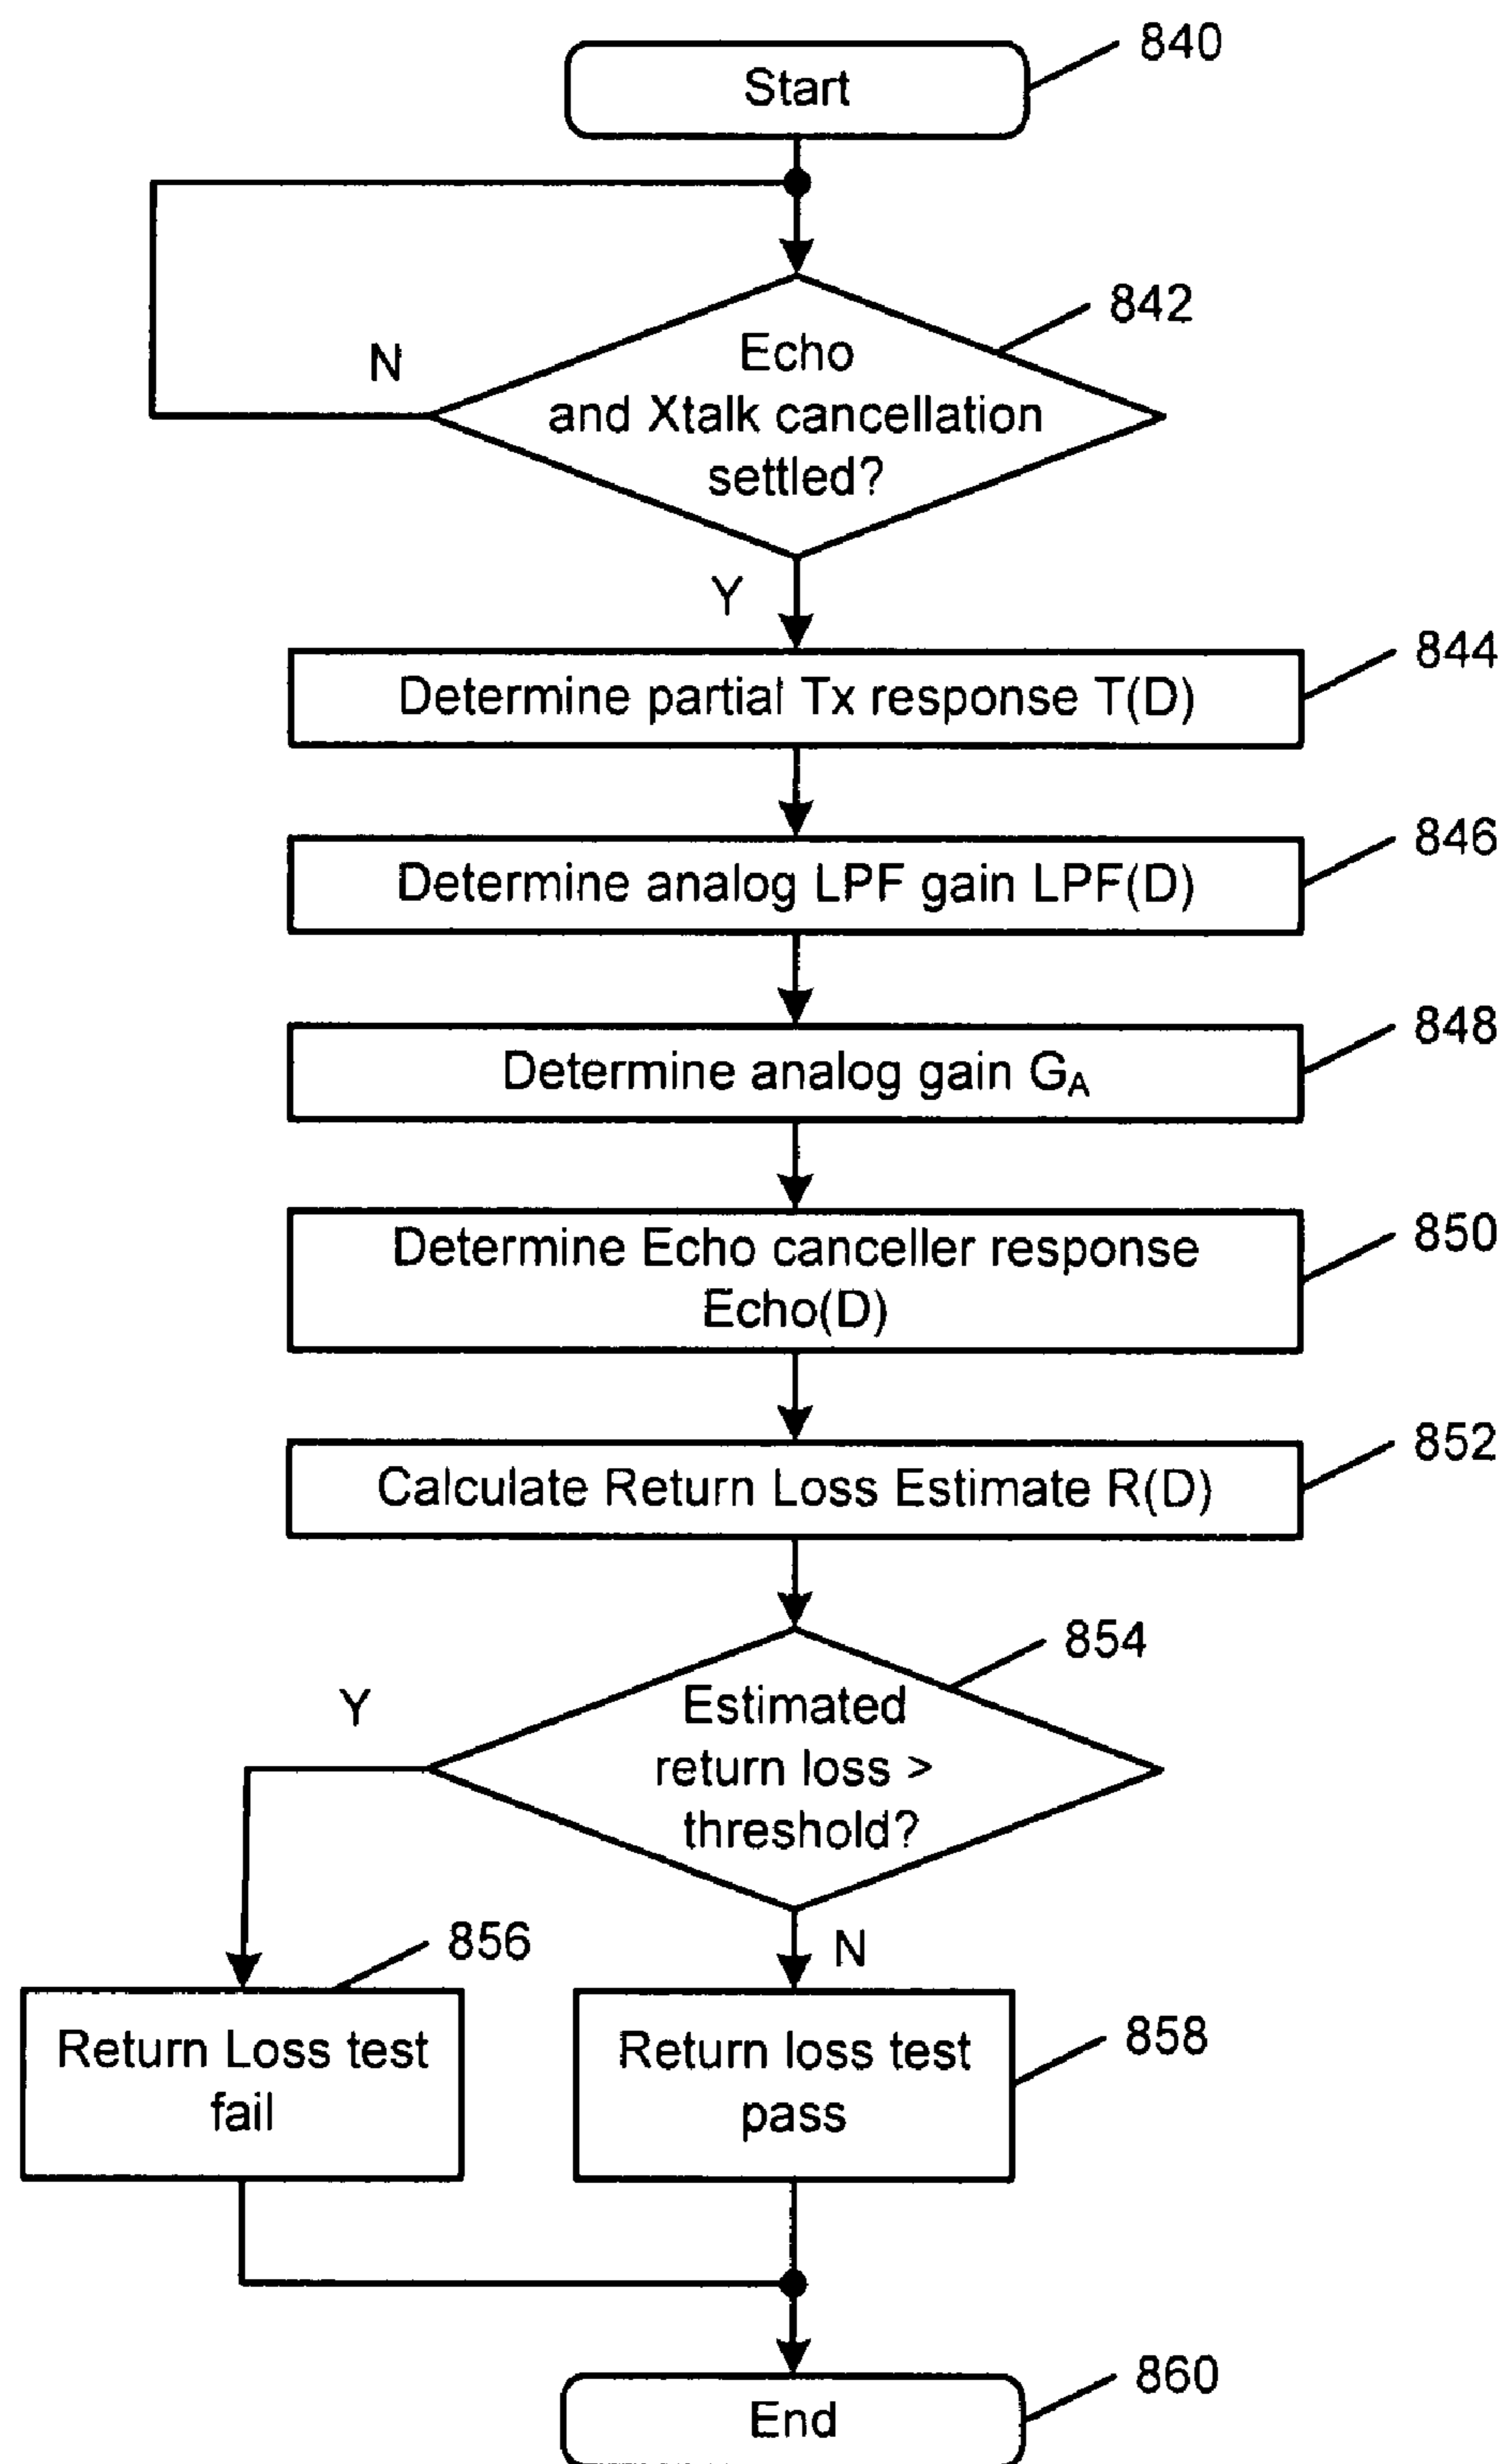 Start
840
Echo
and Xtalk cancellation
settled?
842
N
Y
Determine partial Tx response T(D)
844
Determine analog LPF gain LPF(D)
846
Determine analog gain GA
848
Determine Echo canceller response
Echo(D)
850
Calculate Return Loss Estimate R(D)
852
Estimated
return loss >
threshold?
854
Y
N
Return Loss test
fail
856
Return loss test
pass
858
End
860